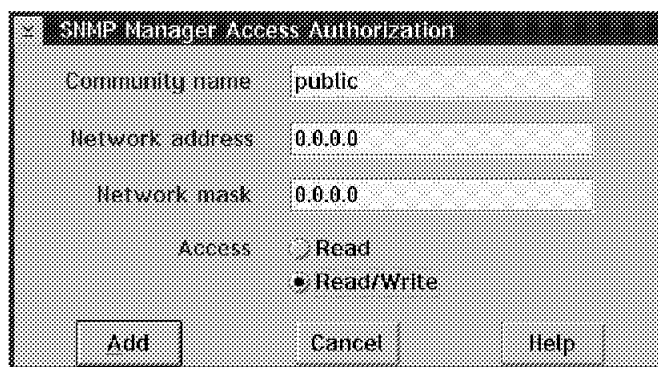 SNMP Manager Access Authorization
Community name public
Network address 0.0.0.0
Network mask 0.0.0.0
Access Read
Read/Write
Add Cancel Help